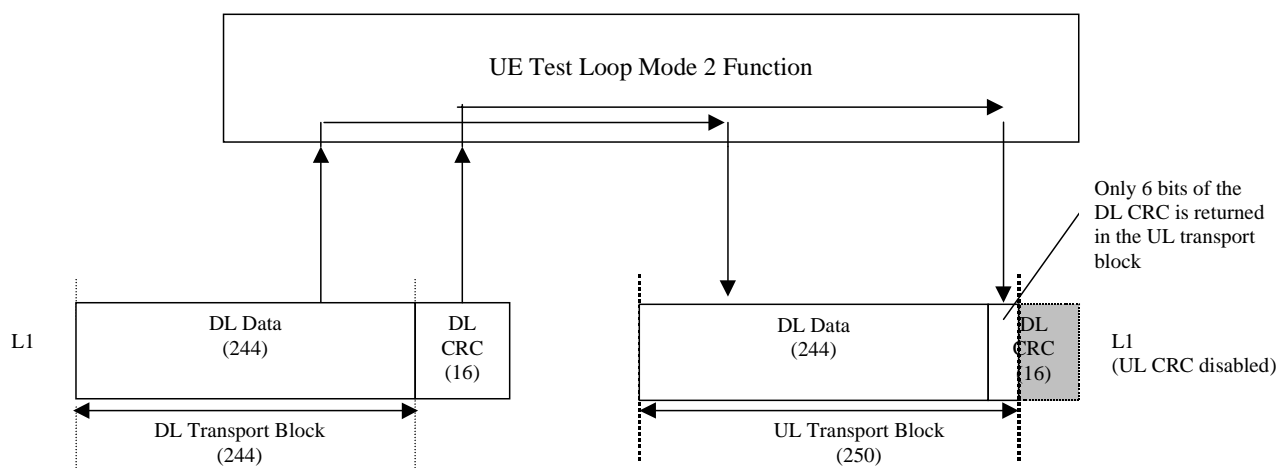 UE Test Loop Mode 2 Function
Only 6 bits of the
DL CRC is returned
in the UL transport
block
L1
DL Data
(244)
DL
CRC
(16)
DL Transport Block
(244)
DL Data
(244)
DL
CRC
(16)
UL Transport Block
(250)
L1
(UL CRC disabled)